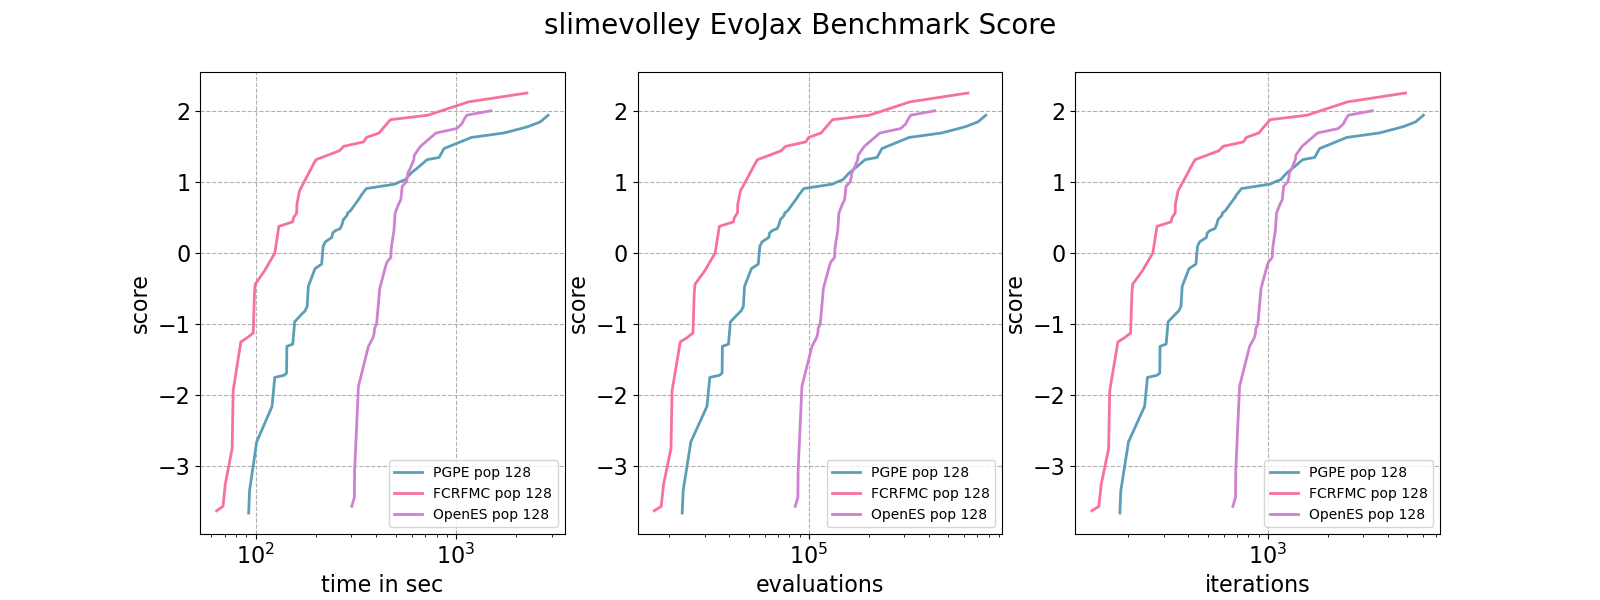 slimevolley EvoJax Benchmark Score
score
2
1
0
−1
−2
−3
PGPE pop 128
FCRFMC pop 128
OpenES pop 128
10²
10³
time in sec
score
2
1
0
−1
−2
−3
PGPE pop 128
FCRFMC pop 128
OpenES pop 128
10⁵
evaluations
score
2
1
0
−1
−2
−3
PGPE pop 128
FCRFMC pop 128
OpenES pop 128
10³
iterations